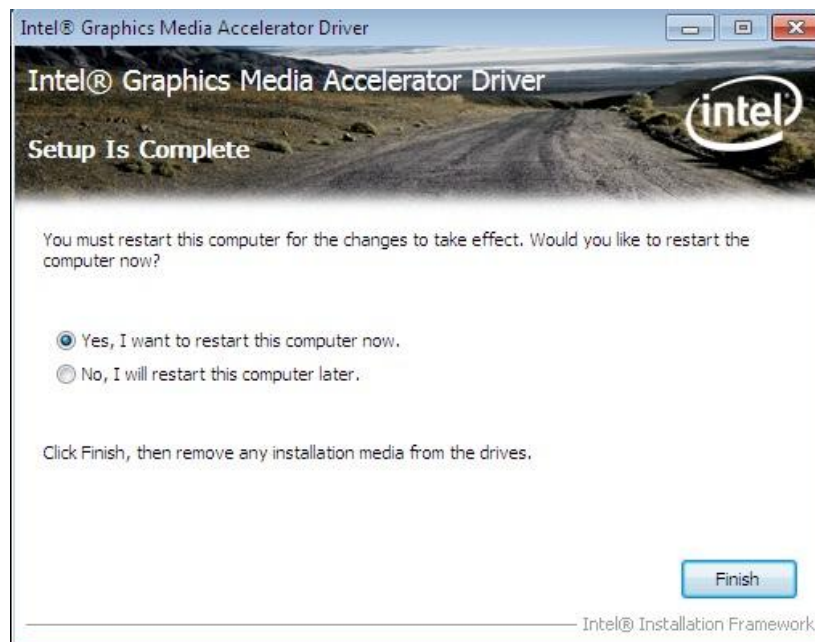 Intel® Graphics Media Accelerator Driver
Intel® Graphics Media Accelerator Driver
intel
Setup Is Complete
You must restart this computer for the changes to take effect. Would you like to restart the
computer now?
Yes, I want to restart this computer now.
No, I will restart this computer later.
Click Finish, then remove any installation media from the drives.
Finish
Intel® Installation Framework